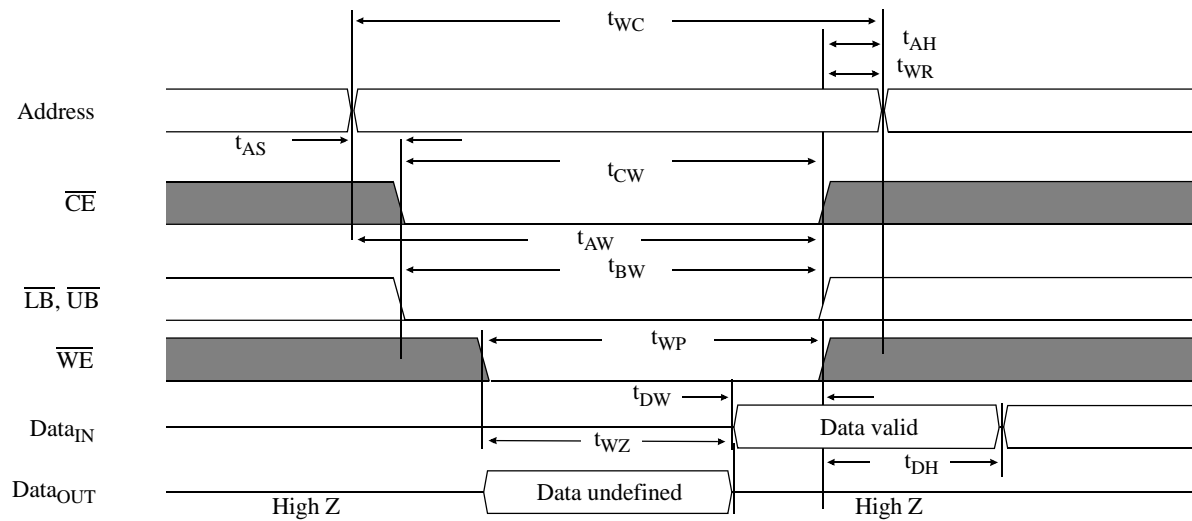 tWC
tAH
tWR
Address
tAS
tCW
CE
tAW
tBW
LB, UB
tWP
WE
tDW
DataIN
Data valid
tWZ
tDH
DataOUT
Data undefined
High Z
High Z